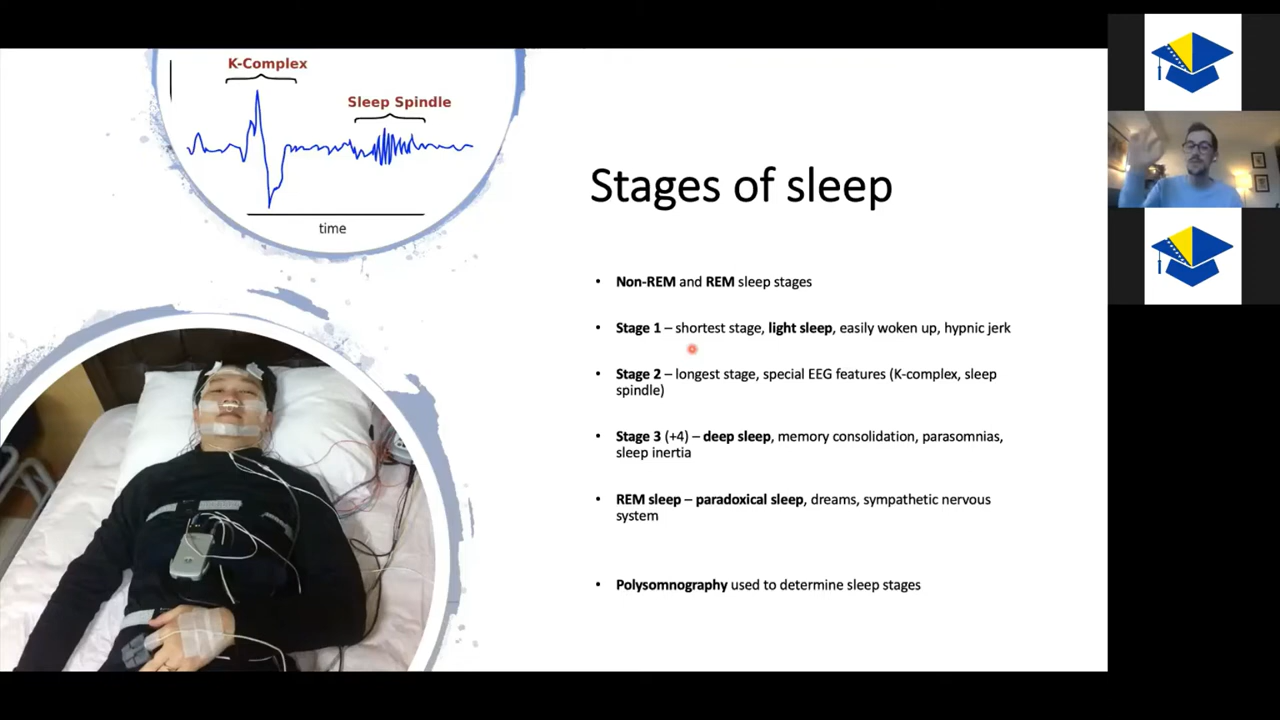 K-Complex
Sleep Spindle
time
Stages of sleep
• Non-REM and REM sleep stages
• Stage 1 – shortest stage, light sleep, easily woken up, hypnic jerk
• Stage 2 – longest stage, special EEG features (K-complex, sleep
spindle)
• Stage 3 (+4) – deep sleep, memory consolidation, parasomnias,
sleep inertia
• REM sleep – paradoxical sleep, dreams, sympathetic nervous
system
• Polysomnography used to determine sleep stages